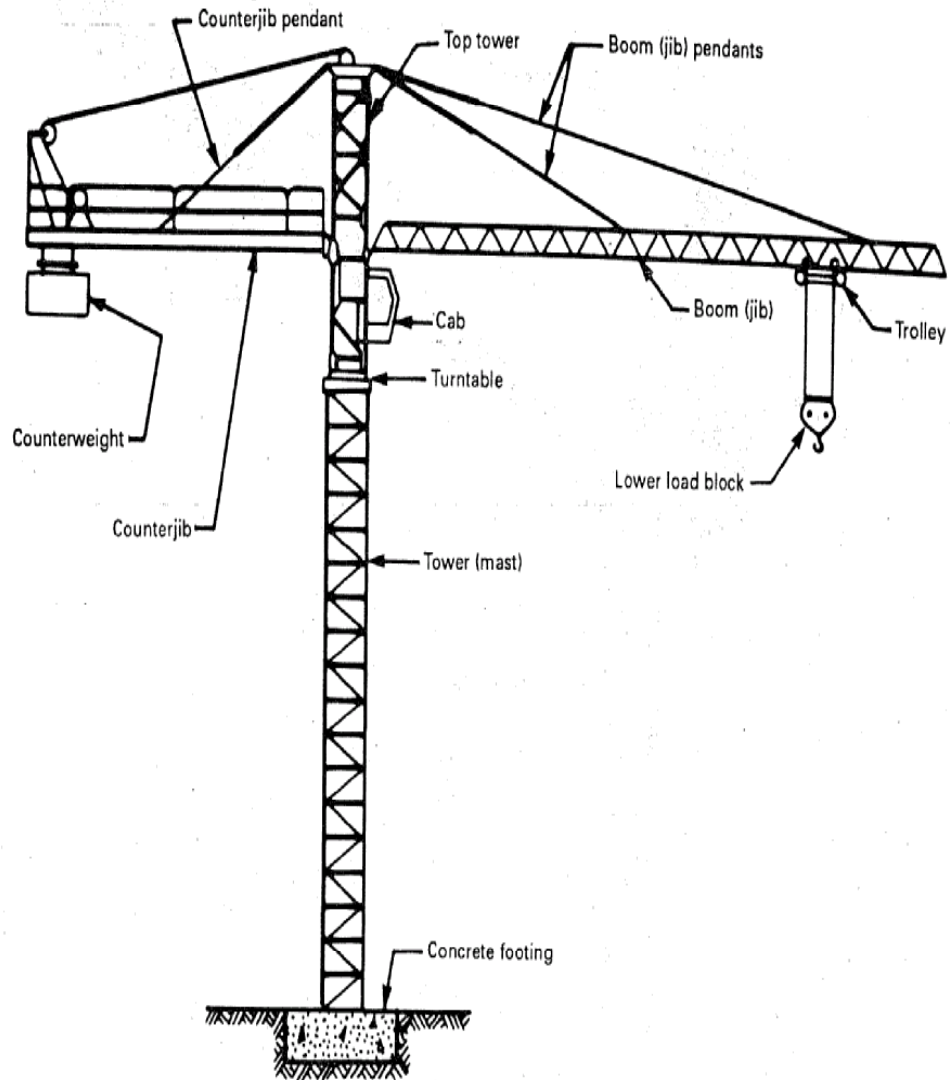 Counterjib pendant
Top tower
Boom (jib) pendants
Boom (jib)
Trolley
Cab
Turntable
Counterweight
Lower load block
Counterjib
Tower (mast)
Concrete footing